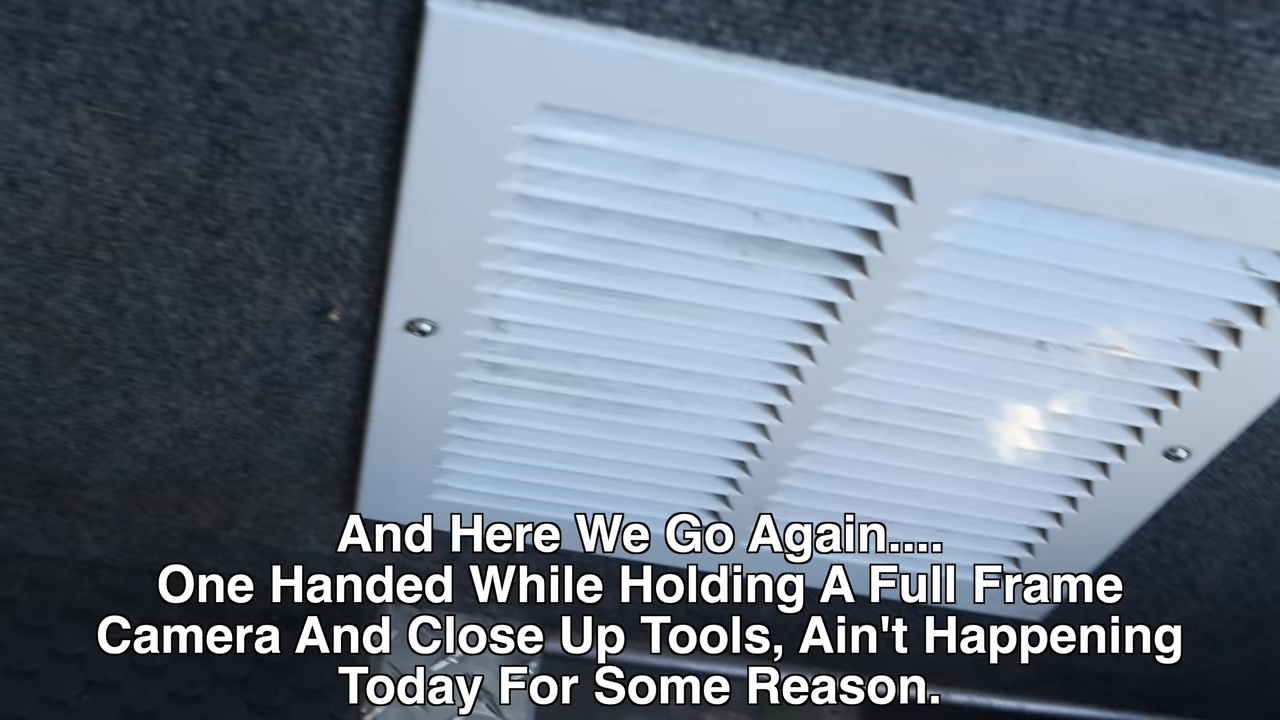 And Here We Go Again....
One Handed While Holding A Full Frame
Camera And Close Up Tools, Ain't Happening
Today For Some Reason.